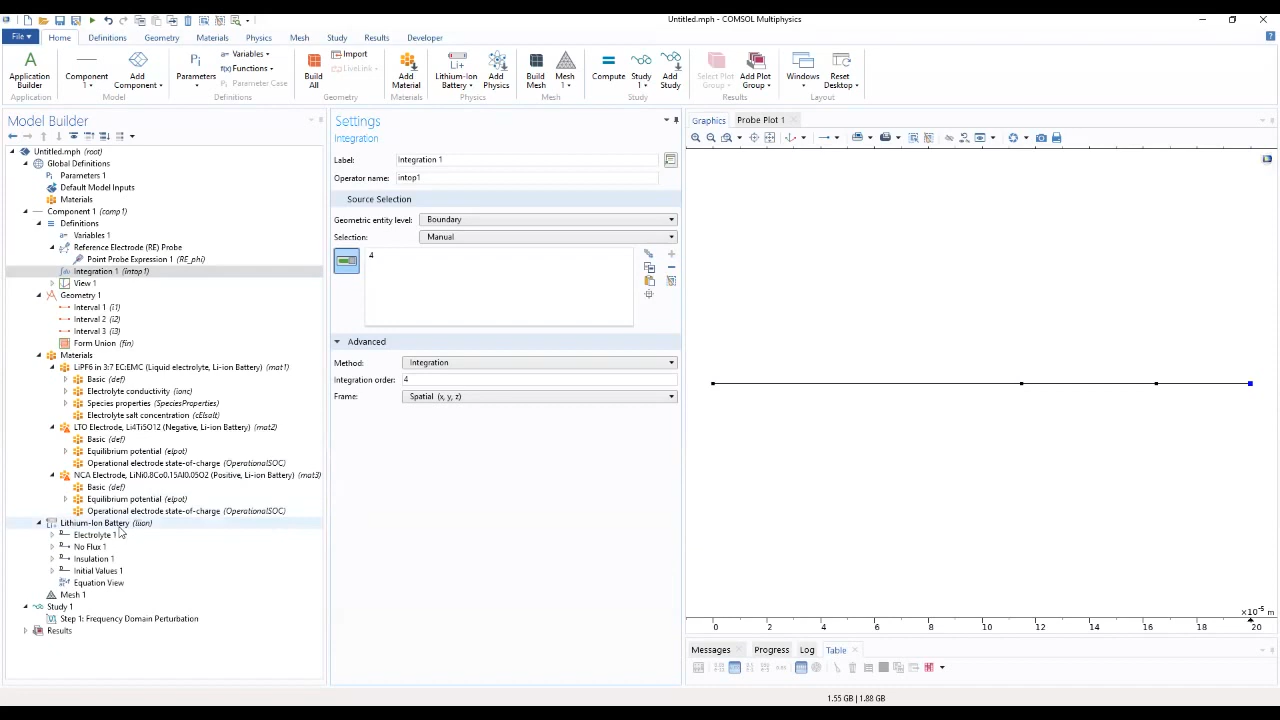 Untitled.mph - COMSOL Multiphysics
File
Home
Definitions
Geometry
Materials
Physics
Mesh
Study
Results
Developer
Application Builder
Application
Component 1
Add Component
Model
Parameters
Variables
Functions
Parameter Case
Definitions
Build All
Import
LiveLink
Geometry
Add Material
Materials
Lithium-Ion Battery
Add Physics
Physics
Build Mesh
Mesh 1
Mesh
Compute
Study 1
Add Study
Study
Select Plot Group
Add Plot Group
Results
Windows
Reset Desktop
Layout
Model Builder
Untitled.mph (root)
Global Definitions
Pi Parameters 1
Default Model Inputs
Materials
Component 1 (comp1)
Definitions
a= Variables 1
Reference Electrode (RE) Probe
Point Probe Expression 1 (RE_phi)
Integration 1 (intop1)
View 1
Geometry 1
Interval 1 (i1)
Interval 2 (i2)
Interval 3 (i3)
Form Union (fin)
Materials
LiPF6 in 3:7 EC:EMC (Liquid electrolyte, Li-ion Battery) (mat1)
Basic (def)
Electrolyte conductivity (ionc)
Species properties (SpeciesProperties)
Electrolyte salt concentration (cElsalt)
LTO Electrode, Li4Ti5O12 (Negative, Li-ion Battery) (mat2)
Basic (def)
Equilibrium potential (elpot)
Operational electrode state-of-charge (OperationalSOC)
NCA Electrode, LiNi0.8Co0.15Al0.05O2 (Positive, Li-ion Battery) (mat3)
Basic (def)
Equilibrium potential (elpot)
Operational electrode state-of-charge (OperationalSOC)
Lithium-Ion Battery (liion)
Electrolyte 1
No Flux 1
Insulation 1
Initial Values 1
Equation View
Mesh 1
Study 1
Step 1: Frequency Domain Perturbation
Results
Settings
Integration
Label: Integration 1
Operator name: intop1
Source Selection
Geometric entity level: Boundary
Selection: Manual
4
Advanced
Method: Integration
Integration order: 4
Frame: Spatial (x, y, z)
Graphics
Probe Plot 1
×10⁻⁵ m
0 2 4 6 8 10 12 14 16 18 20
Messages
Progress
Log
Table
1.55 GB | 1.88 GB